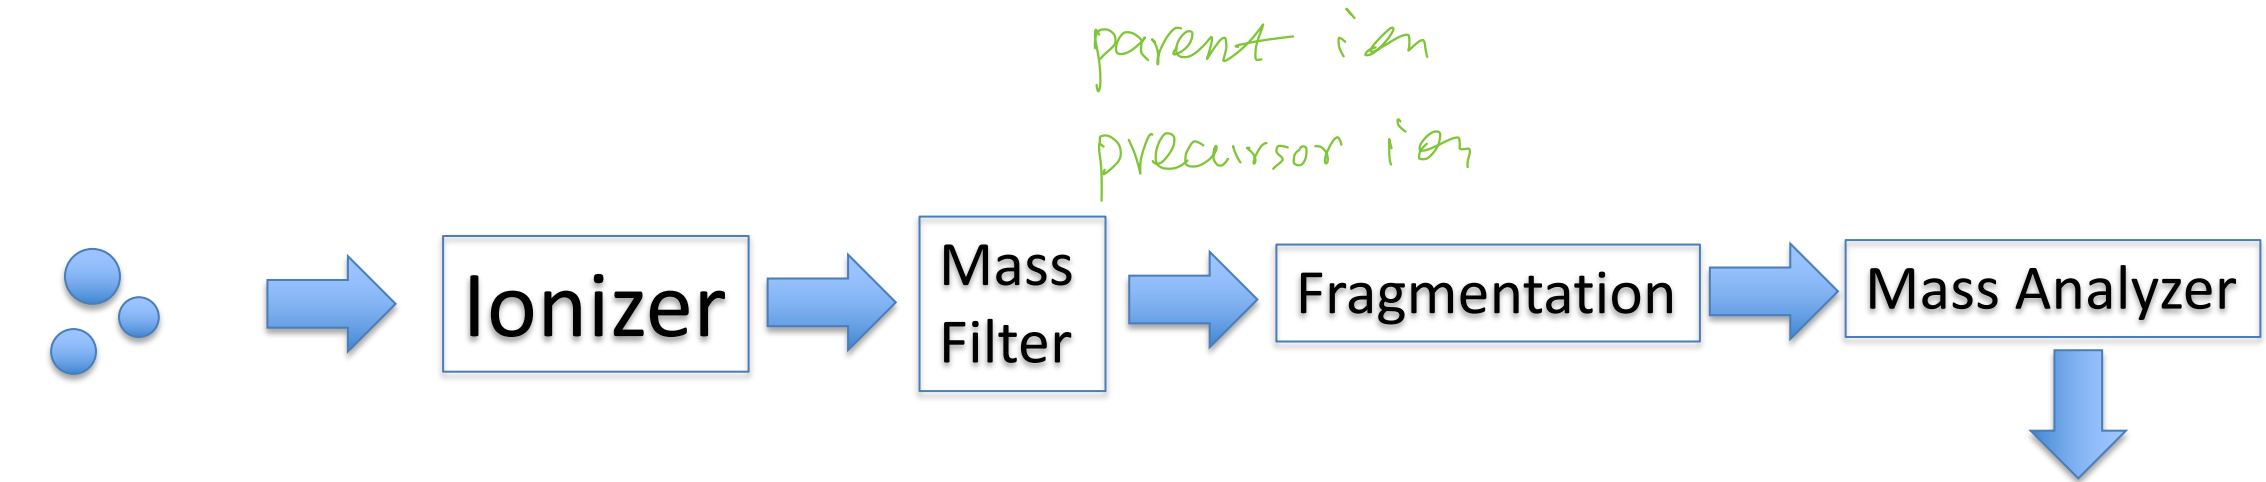 parent ion
precursor ion
Ionizer
Mass
Filter
Fragmentation
Mass Analyzer